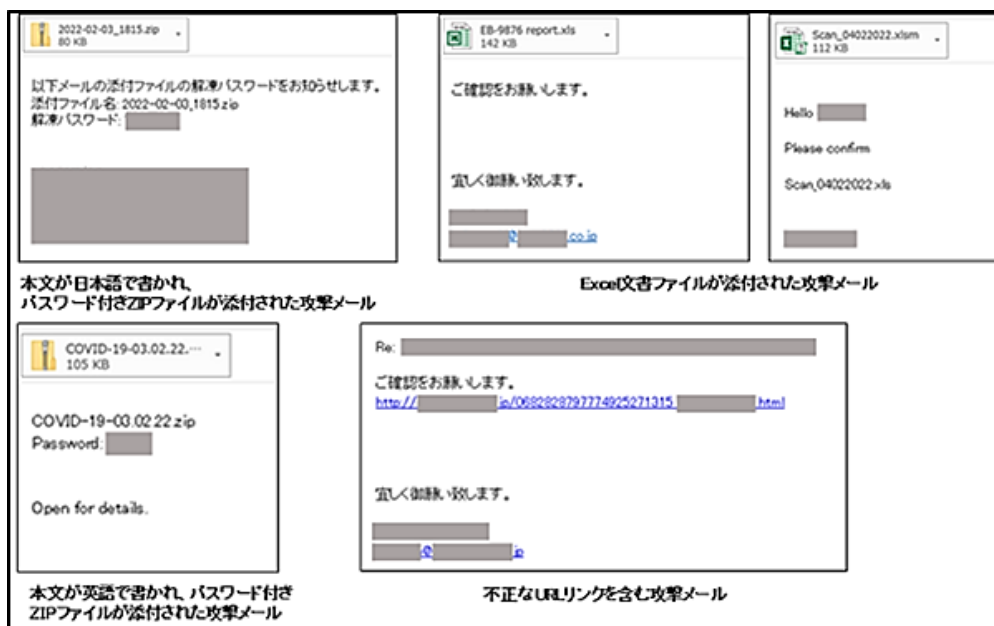 2022-02-03_1815.zip
80 KB
以下メールの添付ファイルの解凍パスワードをお知らせします。
添付ファイル名: 2022-02-03_1815.zip
解凍パスワード:
本文が日本語で書かれ、
パスワード付きZIPファイルが添付された攻撃メール
EB-9876 report.xls
142 KB
ご確認をお願いします。
宜しく御願い致します。
@ .co.jp
Scan_04022022.xlsm
112 KB
Hello
Please confirm
Scan_04022022.xls
Excel文書ファイルが添付された攻撃メール
COVID-19-03.02.22.…
105 KB
COVID-19-03.02.22.zip
Password:
Open for details.
本文が英語で書かれ、パスワード付き
ZIPファイルが添付された攻撃メール
Re:
ご確認をお願いします。
http:// jp/0682828797774925271315 .html
宜しく御願い致します。
@ jp
不正なURLリンクを含む攻撃メール